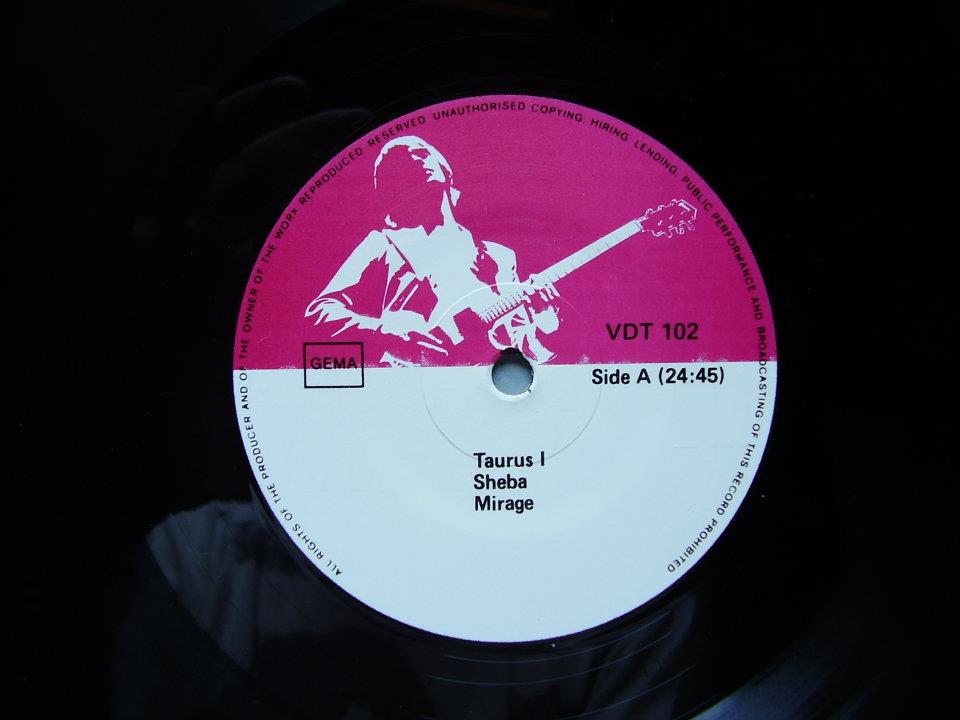 ALL RIGHTS OF THE PRODUCER AND OF THE OWNER OF THE WORK REPRODUCED RESERVED UNAUTHORISED COPYING, HIRING, LENDING, PUBLIC PERFORMANCE AND BROADCASTING OF THIS RECORD PROHIBITED
VDT 102
GEMA
Side A (24:45)
Taurus I
Sheba
Mirage